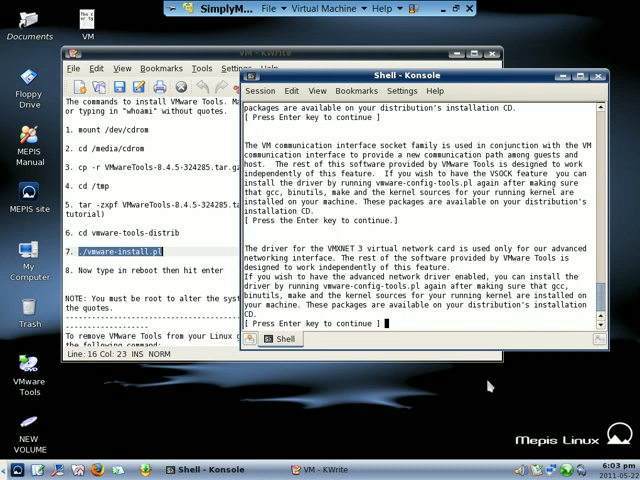 SimplyM...
File
Virtual Machine
Help
Documents
VM
Floppy
Drive
MEPIS
Manual
MEPIS site
My
Computer
Trash
VMware
Tools
NEW
VOLUME
VM - KWrite
File Edit View Bookmarks Tools Settings
The commands to install VMware Tools. Ma
or typing in "whoami" without quotes.
1. mount /dev/cdrom
2. cd /media/cdrom
3. cp -r VMwareTools-8.4.5-324285.tar.gz
4. cd /tmp
5. tar -zxpf VMwareTools-8.4.5-324285.ta
tutorial)
6. cd vmware-tools-distrib
7. ./vmware-install.pl
8. Now type in reboot then hit enter
NOTE: You must be root to alter the sys
the quotes.
To remove VMware Tools from your Linux g
the following command:
Line: 16 Col: 23 INS NORM
Shell - Konsole
Session Edit View Bookmarks Settings Help
packages are available on your distribution's installation CD.
[ Press Enter key to continue ]
The VM communication interface socket family is used in conjunction with the VM
communication interface to provide a new communication path among guests and
host. The rest of this software provided by VMware Tools is designed to work
independently of this feature. If you wish to have the VSOCK feature you can
install the driver by running vmware-config-tools.pl again after making sure
that gcc, binutils, make and the kernel sources for your running kernel are
installed on your machine. These packages are available on your distribution's
installation CD.
[ Press the Enter key to continue.]
The driver for the VMXNET 3 virtual network card is used only for our advanced
networking interface. The rest of the software provided by VMware Tools is
designed to work independently of this feature.
If you wish to have the advanced network driver enabled, you can install the
driver by running vmware-config-tools.pl again after making sure that gcc,
binutils, make and the kernel sources for your running kernel are installed on
your machine. These packages are available on your distribution's installation
CD.
[ Press Enter key to continue ]
Shell
Mepis Linux
Shell - Konsole
VM - KWrite
6:03 pm
2011-05-22